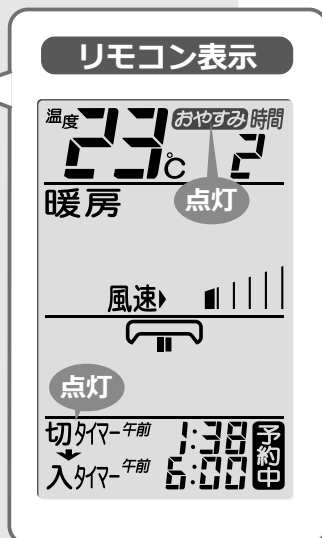 リモコン表示
温度 23℃ おやすみ 時間 2
点灯
暖房
風速
点灯
切タイマー 午前 1:38 予約中
入タイマー 午前 6:00